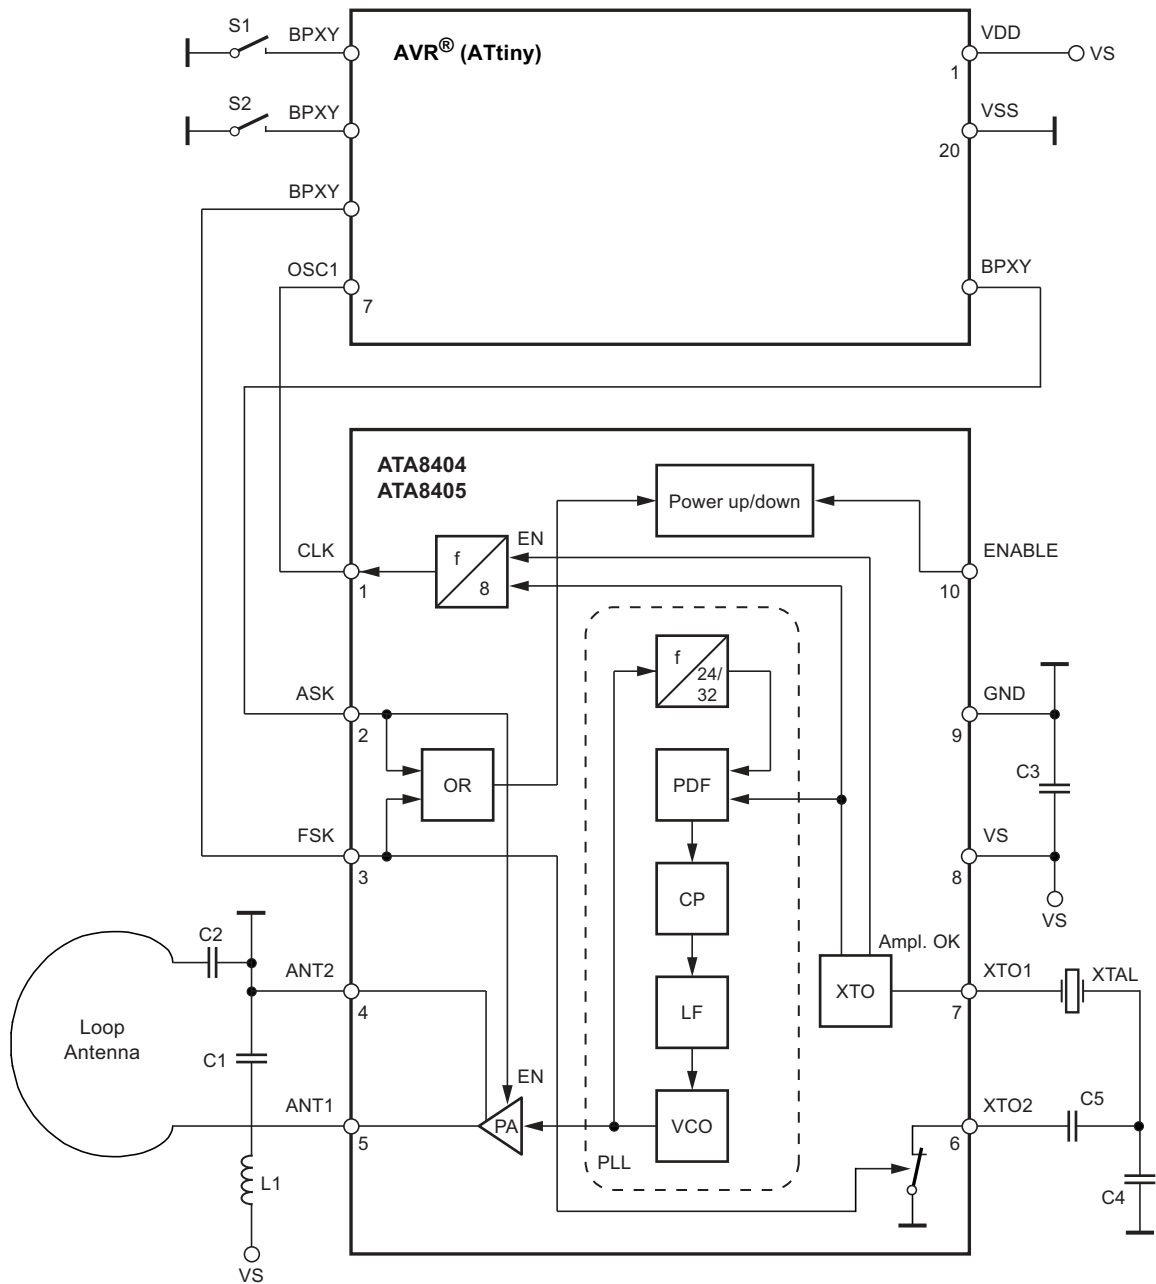 S1
BPXY
AVR® (ATtiny)
VDD
1
VS
S2
BPXY
VSS
20
BPXY
OSC1
7
BPXY
ATA8404
ATA8405
Power up/down
CLK
1
f
8
EN
ENABLE
10
f
24/
32
ASK
2
GND
9
OR
PDF
C3
FSK
3
VS
8
CP
VS
C2
Ampl. OK
ANT2
4
XTO
XTO1
7
XTAL
LF
Loop
Antenna
C1
EN
ANT1
5
PA
VCO
XTO2
6
C5
PLL
L1
C4
VS